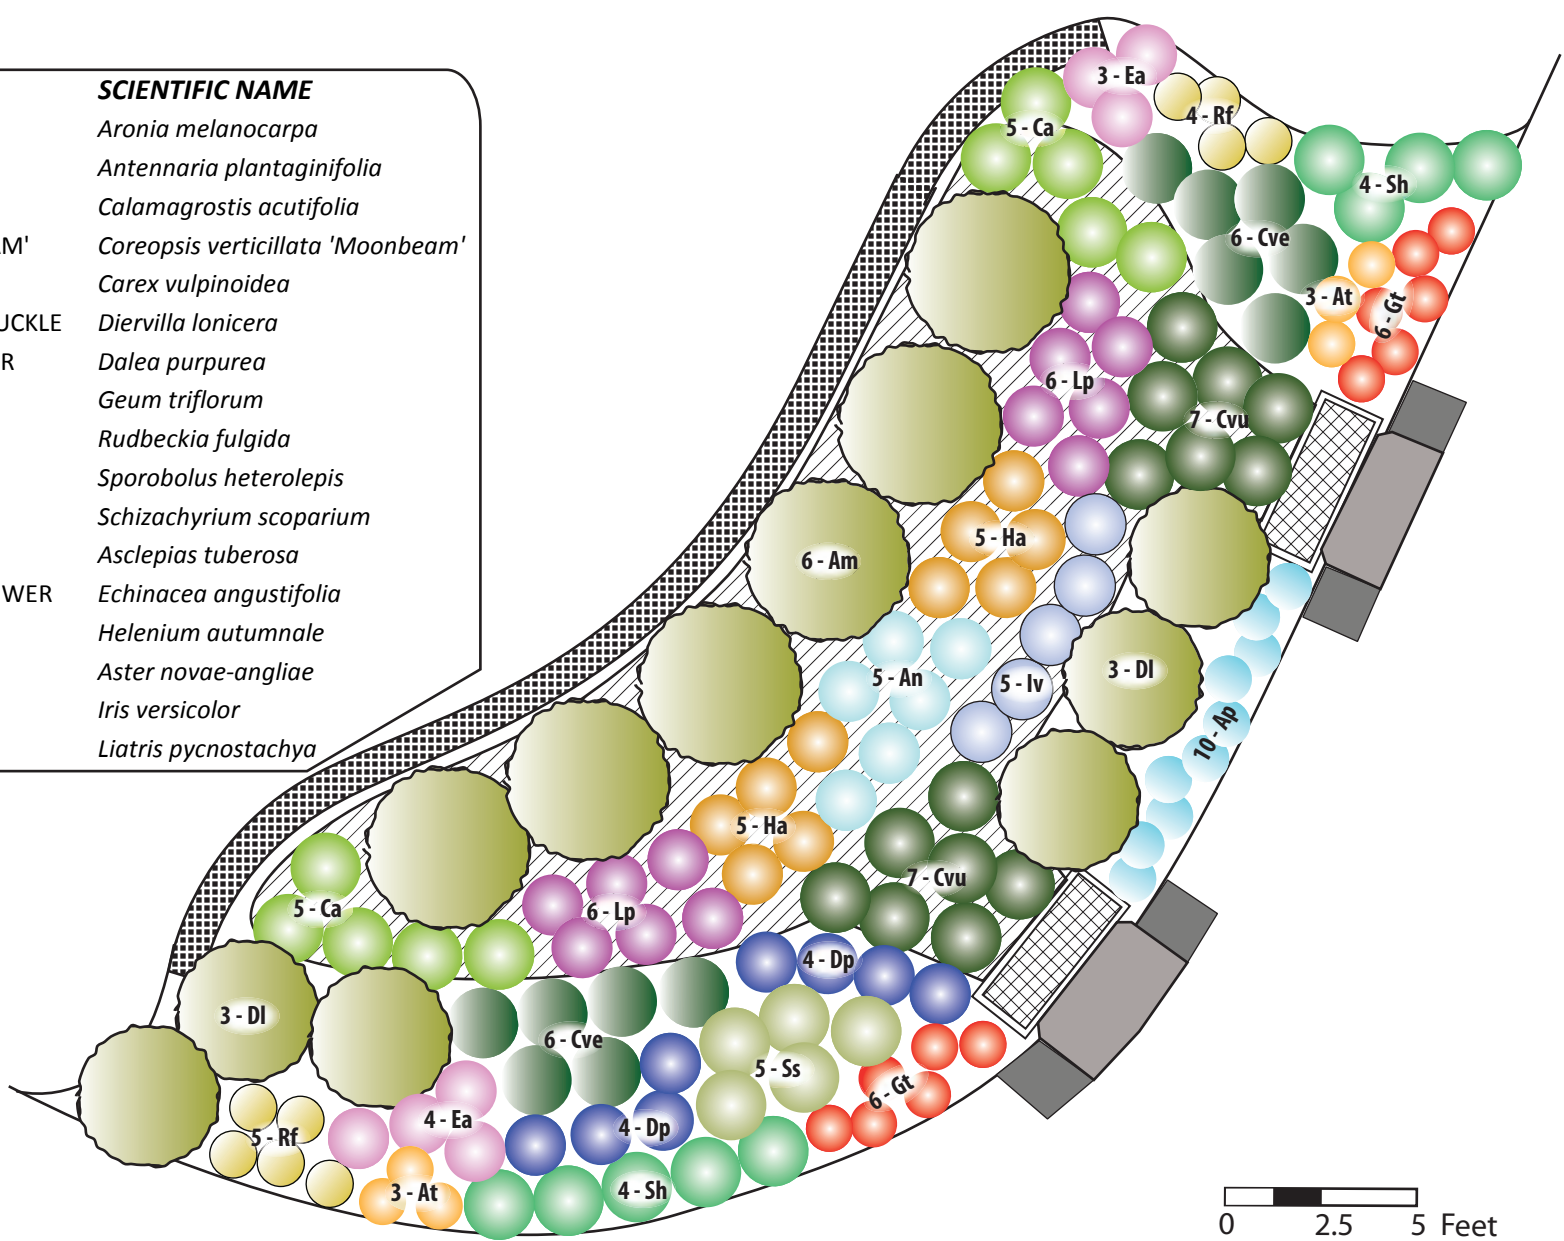 SCIENTIFIC NAME
Aronia melanocarpa
Antennaria plantaginifolia
Calamagrostis acutifolia
M' Coreopsis verticillata 'Moonbeam'
Carex vulpinoidea
UCKLE Diervilla lonicera
R Dalea purpurea
Geum triflorum
Rudbeckia fulgida
Sporobolus heterolepis
Schizachyrium scoparium
Asclepias tuberosa
WER Echinacea angustifolia
Helenium autumnale
Aster novae-angliae
Iris versicolor
Liatris pycnostachya
3 - Ea
4 - Rf
5 - Ca
4 - Sh
6 - Cve
3 - At
6 - Gt
6 - Lp
7 - Cvu
5 - Ha
6 - Am
5 - An
5 - Iv
3 - Dl
10 - Ap
5 - Ha
7 - Cvu
5 - Ca
6 - Lp
4 - Dp
3 - Dl
6 - Cve
5 - Ss
6 - Gt
4 - Ea
4 - Dp
5 - Rf
3 - At
4 - Sh
0 2.5 5 Feet